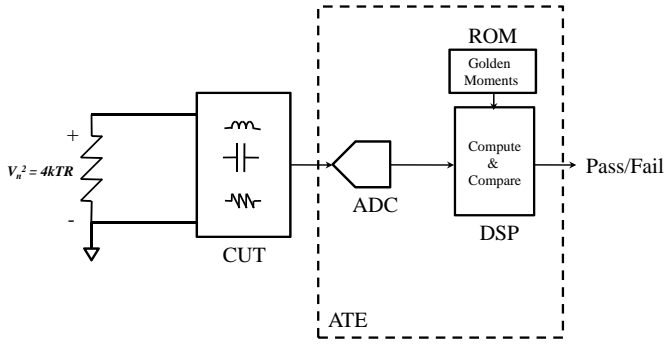 ROM
Golden
Moments
+
Vn² = 4kTR
-
Compute
&
Compare
Pass/Fail
ADC
DSP
CUT
ATE